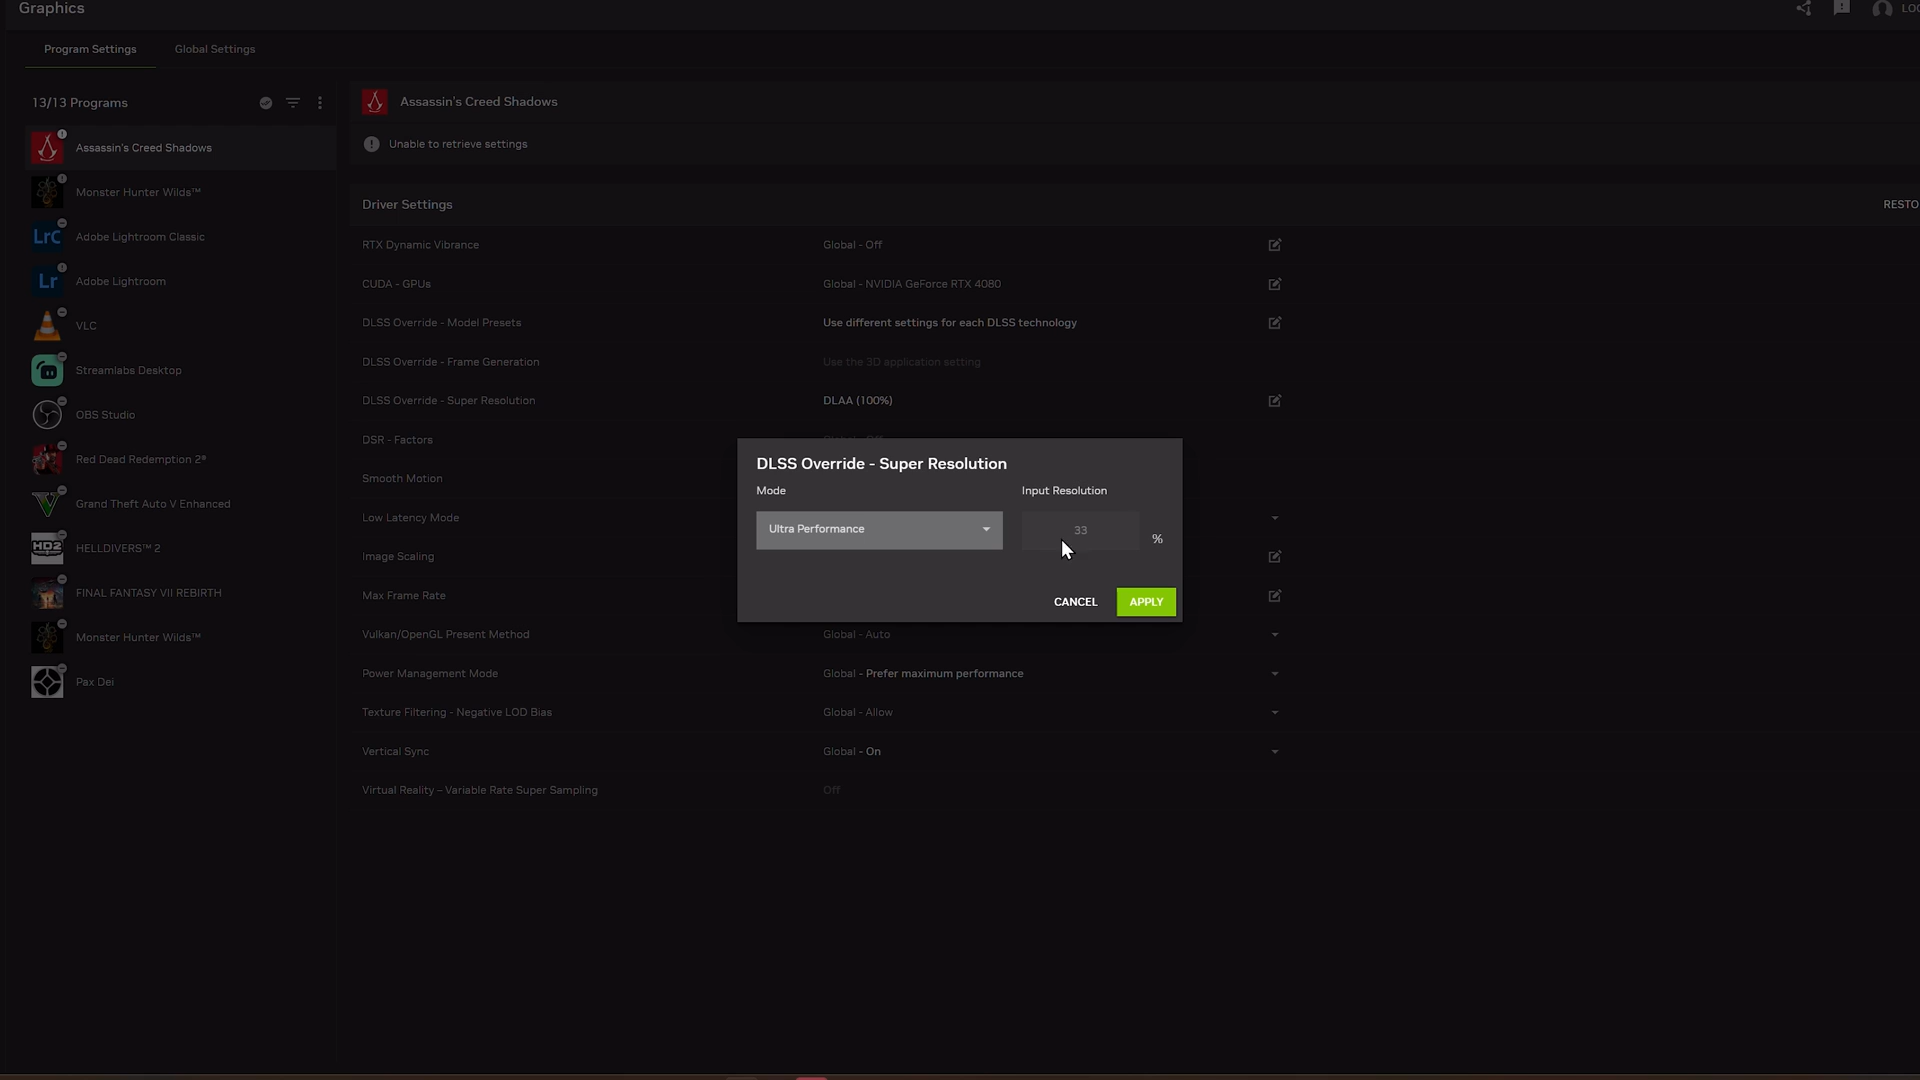 Graphics
LOG
Program Settings
Global Settings
13/13 Programs
Assassin's Creed Shadows
Monster Hunter Wilds™
LrC
Adobe Lightroom Classic
Lr
Adobe Lightroom
VLC
Streamlabs Desktop
OBS Studio
Red Dead Redemption 2®
Grand Theft Auto V Enhanced
HD2
HELLDIVERS™ 2
FINAL FANTASY VII REBIRTH
Monster Hunter Wilds™
Pax Dei
Assassin's Creed Shadows
Unable to retrieve settings
Driver Settings
RESTO
RTX Dynamic Vibrance
Global - Off
CUDA - GPUs
Global - NVIDIA GeForce RTX 4080
DLSS Override - Model Presets
Use different settings for each DLSS technology
DLSS Override - Frame Generation
Use the 3D application setting
DLSS Override - Super Resolution
DLAA (100%)
DSR - Factors
Global - Off
Smooth Motion
Low Latency Mode
Image Scaling
Max Frame Rate
Vulkan/OpenGL Present Method
Global - Auto
Power Management Mode
Global - Prefer maximum performance
Texture Filtering - Negative LOD Bias
Global - Allow
Vertical Sync
Global - On
Virtual Reality – Variable Rate Super Sampling
Off
DLSS Override - Super Resolution
Mode
Input Resolution
Ultra Performance
33
%
CANCEL
APPLY